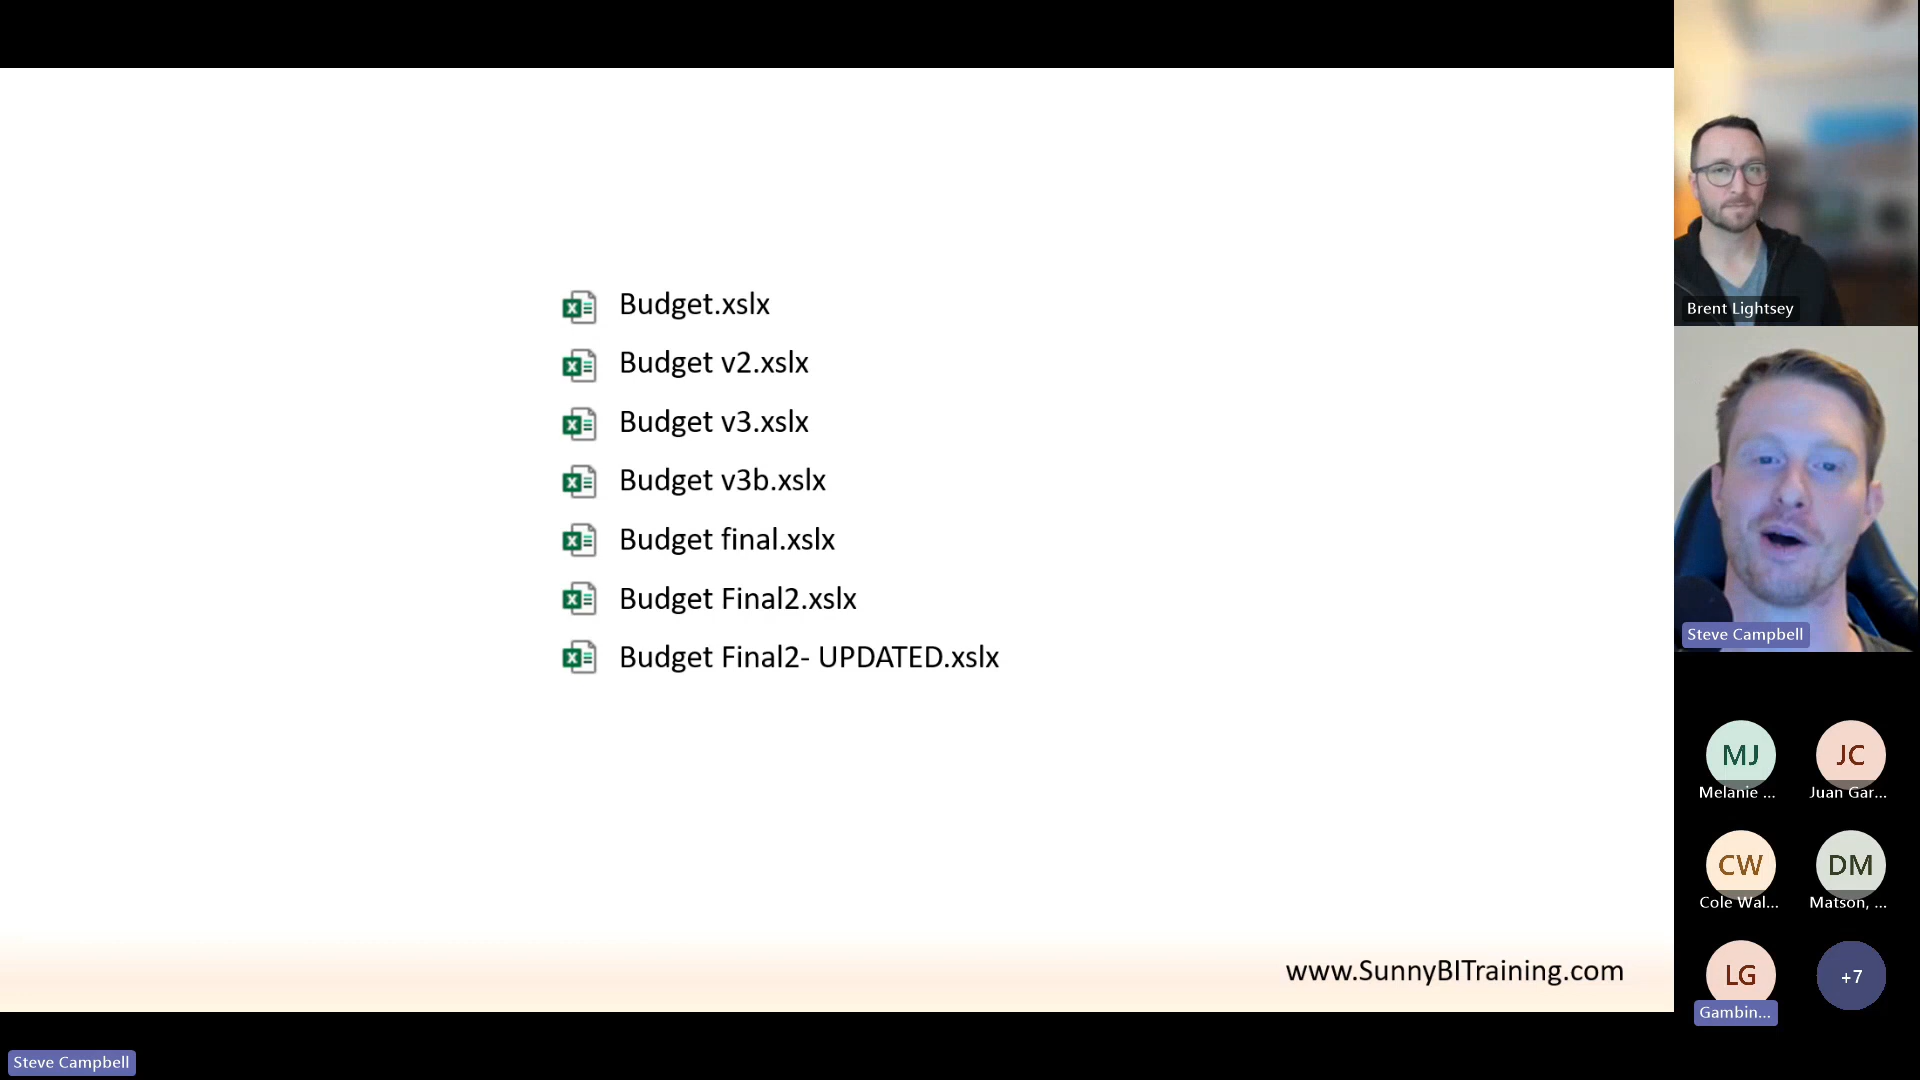 Budget.xslx
Budget v2.xslx
Budget v3.xslx
Budget v3b.xslx
Budget final.xslx
Budget Final2.xslx
Budget Final2- UPDATED.xslx
www.SunnyBITraining.com
Steve Campbell
Brent Lightsey
Steve Campbell
MJ
JC
Melanie ...
Juan Gar...
CW
DM
Cole Wal...
Matson, ...
LG
+7
Gambin...